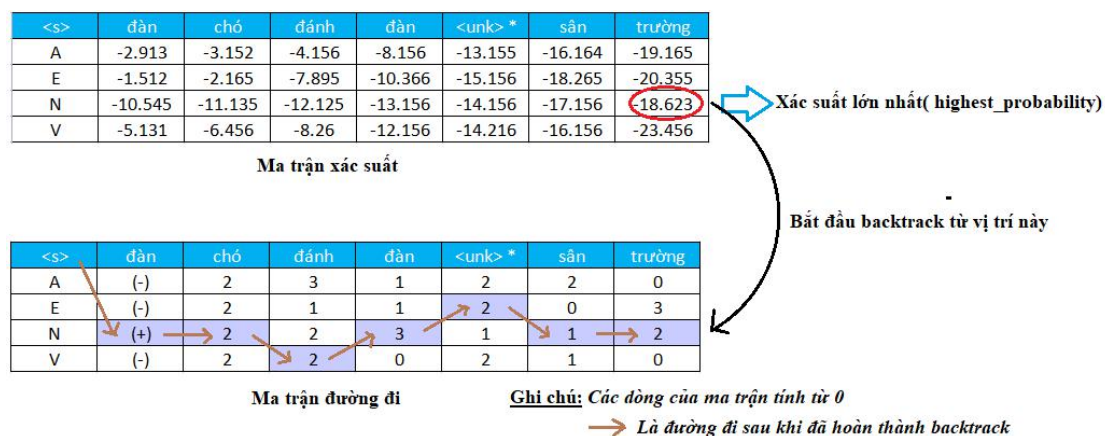 <s> đàn chó đánh đàn <unk> * sân trường
A -2.913 -3.152 -4.156 -8.156 -13.155 -16.164 -19.165
E -1.512 -2.165 -7.895 -10.366 -15.156 -18.265 -20.355
N -10.545 -11.135 -12.125 -13.156 -14.156 -17.156 -18.623
V -5.131 -6.456 -8.26 -12.156 -14.216 -16.156 -23.456
Xác suất lớn nhất( highest_probability)
Ma trận xác suất
Bắt đầu backtrack từ vị trí này
<s> đàn chó đánh đàn <unk> * sân trường
A (-) 2 3 1 2 2 0
E (-) 2 1 1 2 0 3
N (+) 2 2 3 1 1 2
V (-) 2 2 0 2 1 0
Ma trận đường đi
Ghi chú: Các dòng của ma trận tính từ 0
Là đường đi sau khi đã hoàn thành backtrack